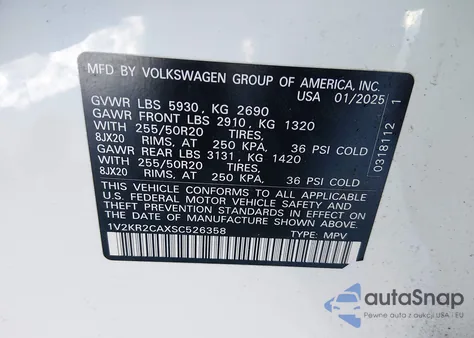 MFD BY VOLKSWAGEN GROUP OF AMERICA, INC.
USA 01/2025
GVWR LBS 5930 , KG 2690
GAWR FRONT LBS 2910 , KG 1320
WITH 255/50R20 TIRES,
8JX20 RIMS, AT 250 KPA, 36 PSI COLD
GAWR REAR LBS 3131 , KG 1420
WITH 255/50R20 TIRES,
8JX20 RIMS, AT 250 KPA, 36 PSI COLD
THIS VEHICLE CONFORMS TO ALL APPLICABLE
U.S. FEDERAL MOTOR VEHICLE SAFETY AND
THEFT PREVENTION STANDARDS IN EFFECT ON THE
DATE OF MANUFACTURE SHOWN ABOVE.
1V2KR2CAXSC526358 TYPE: MPV
0318112 1
autoSnap
Pewne auto z aukcji USA i EU